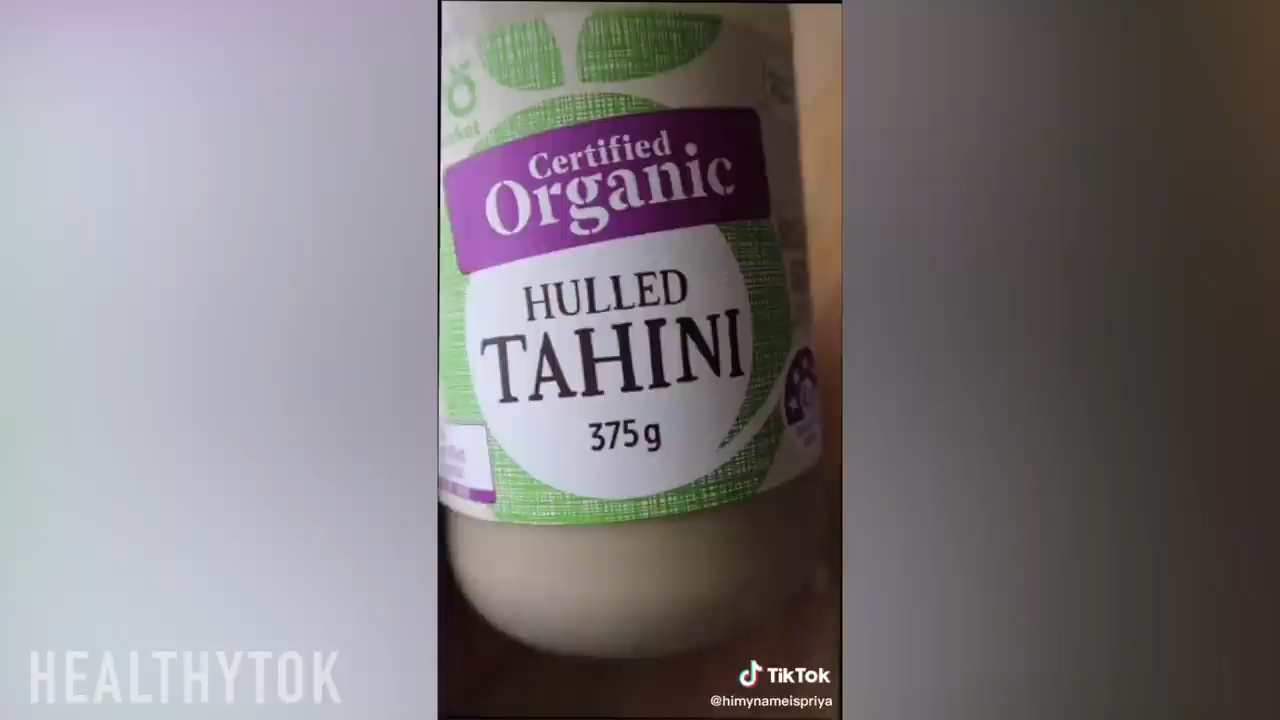 Certified
Organic
HULLED
TAHINI
375g
HEALTHYTOK
TikTok
@himynameispriya